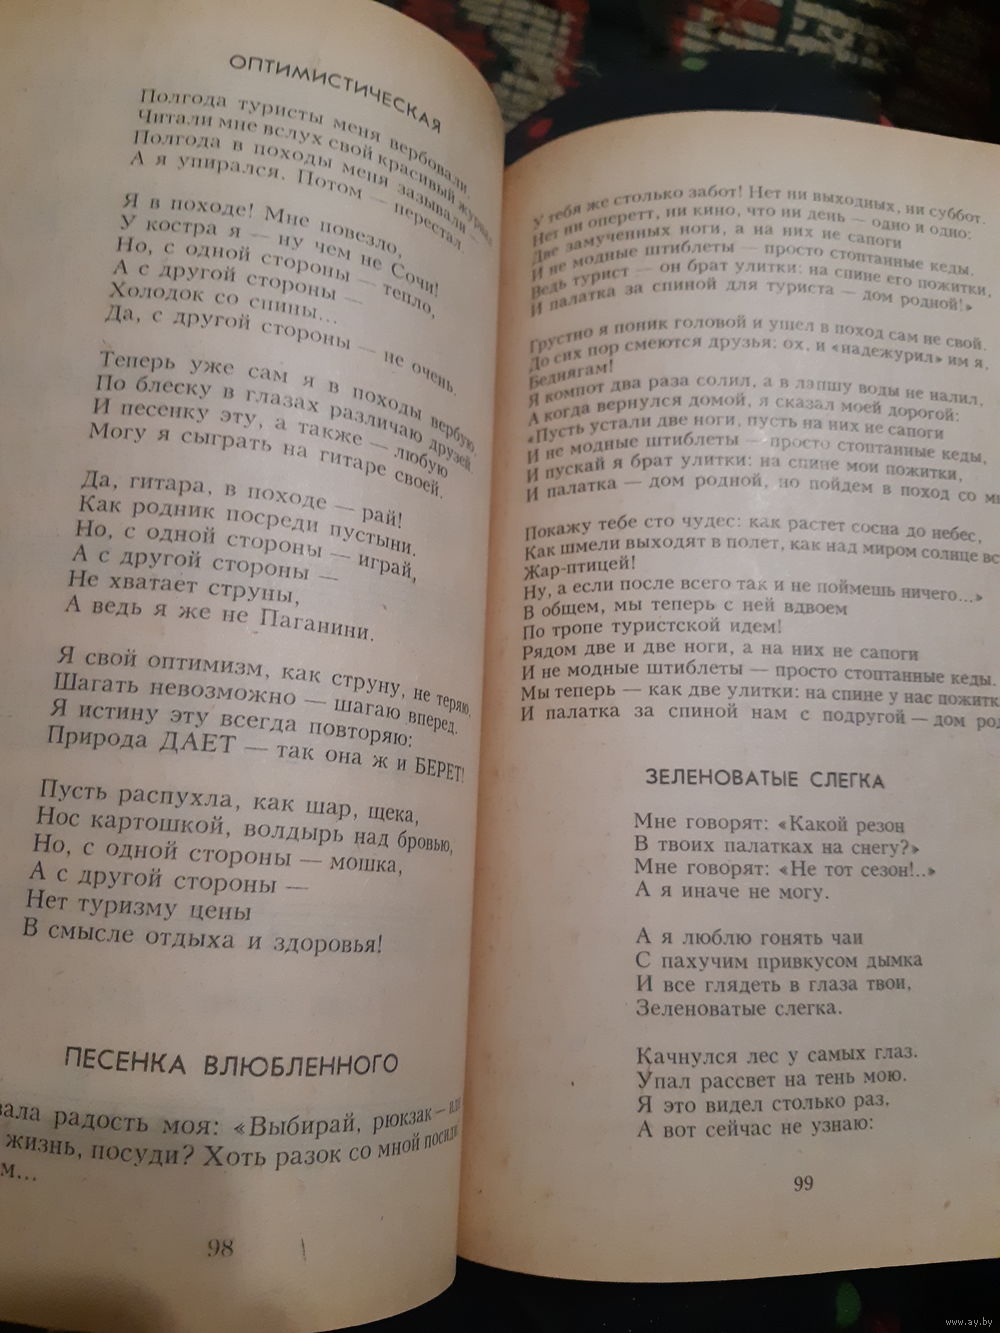 ОПТИМИСТИЧЕСКАЯ
Полгода туристы меня вербовали
Читали мне вслух свой красивый журнал
Полгода в походы меня зазывали —
А я упирался. Потом — перестал.
Я в походе! Мне повезло,
У костра я — ну чем не Сочи!
Но, с одной стороны — тепло,
А с другой стороны —
Холодок со спины...
Да, с другой стороны — не очень.
Теперь уже сам я в походы вербую,
По блеску в глазах различаю друзей.
И песенку эту, а также — любую
Могу я сыграть на гитаре своей.
Да, гитара, в походе — рай!
Как родник посреди пустыни.
Но, с одной стороны — играй,
А с другой стороны —
Не хватает струны,
А ведь я же не Паганини.
Я свой оптимизм, как струну, не теряю.
Шагать невозможно — шагаю вперед.
Я истину эту всегда повторяю:
Природа ДАЕТ — так она ж и БЕРЕТ!
Пусть распухла, как шар, щека,
Нос картошкой, волдырь над бровью,
Но, с одной стороны — мошка,
А с другой стороны —
Нет туризму цены
В смысле отдыха и здоровья!
ПЕСЕНКА ВЛЮБЛЕННОГО
вала радость моя: «Выбирай, рюкзак —
жизнь, посуди? Хоть разок со мной посиди
м...
98
У тебя же столько забот! Нет ни выходных, ни суббот.
Нет ни оперетт, ни кино, что ни день — одно и одно:
Две замученных ноги, а на них не сапоги
И не модные штиблеты — просто стоптанные кеды.
Ведь турист — он брат улитки: на спине его пожитки,
И палатка за спиной для туриста — дом родной!»
Грустно я поник головой и ушел в поход сам не свой.
До сих пор смеются друзья: ох, и «надежурил» им я,
Беднягам!
Я компот два раза солил, а в лапшу воды не налил,
А когда вернулся домой, я сказал моей дорогой:
«Пусть устали две ноги, пусть на них не сапоги
И не модные штиблеты — просто стоптанные кеды,
И пускай я брат улитки: на спине мои пожитки,
И палатка — дом родной, но пойдем в поход со мн
Покажу тебе сто чудес: как растет сосна до небес,
Как шмели выходят в полет, как над миром солнце вс
Жар-птицей!
Ну, а если после всего так и не поймешь ничего...»
В общем, мы теперь с ней вдвоем
По тропе туристской идем!
Рядом две и две ноги, а на них не сапоги
И не модные штиблеты — просто стоптанные кеды.
Мы теперь — как две улитки: на спине у нас пожитк
И палатка за спиной нам с подругой — дом род
ЗЕЛЕНОВАТЫЕ СЛЕГКА
Мне говорят: «Какой резон
В твоих палатках на снегу?»
Мне говорят: «Не тот сезон!..»
А я иначе не могу.
А я люблю гонять чаи
С пахучим привкусом дымка
И все глядеть в глаза твои,
Зеленоватые слегка.
Качнулся лес у самых глаз.
Упал рассвет на тень мою.
Я это видел столько раз,
А вот сейчас не узнаю:
99
www.ay.by